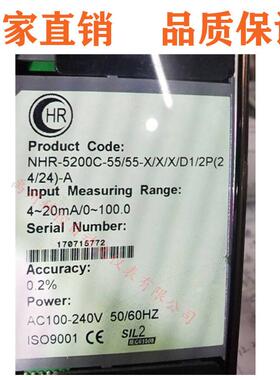 家直销 品质保
HR
Product Code:
NHR-5200C-55/55-X/X/X/D1/2P(2
4/24)-A
Input Measuring Range:
4~20mA/0~100.0
Serial Number:
170715772
Accuracy:
0.2%
Power:
AC100-240V 50/60HZ
ISO9001 SIL2
IEC61508